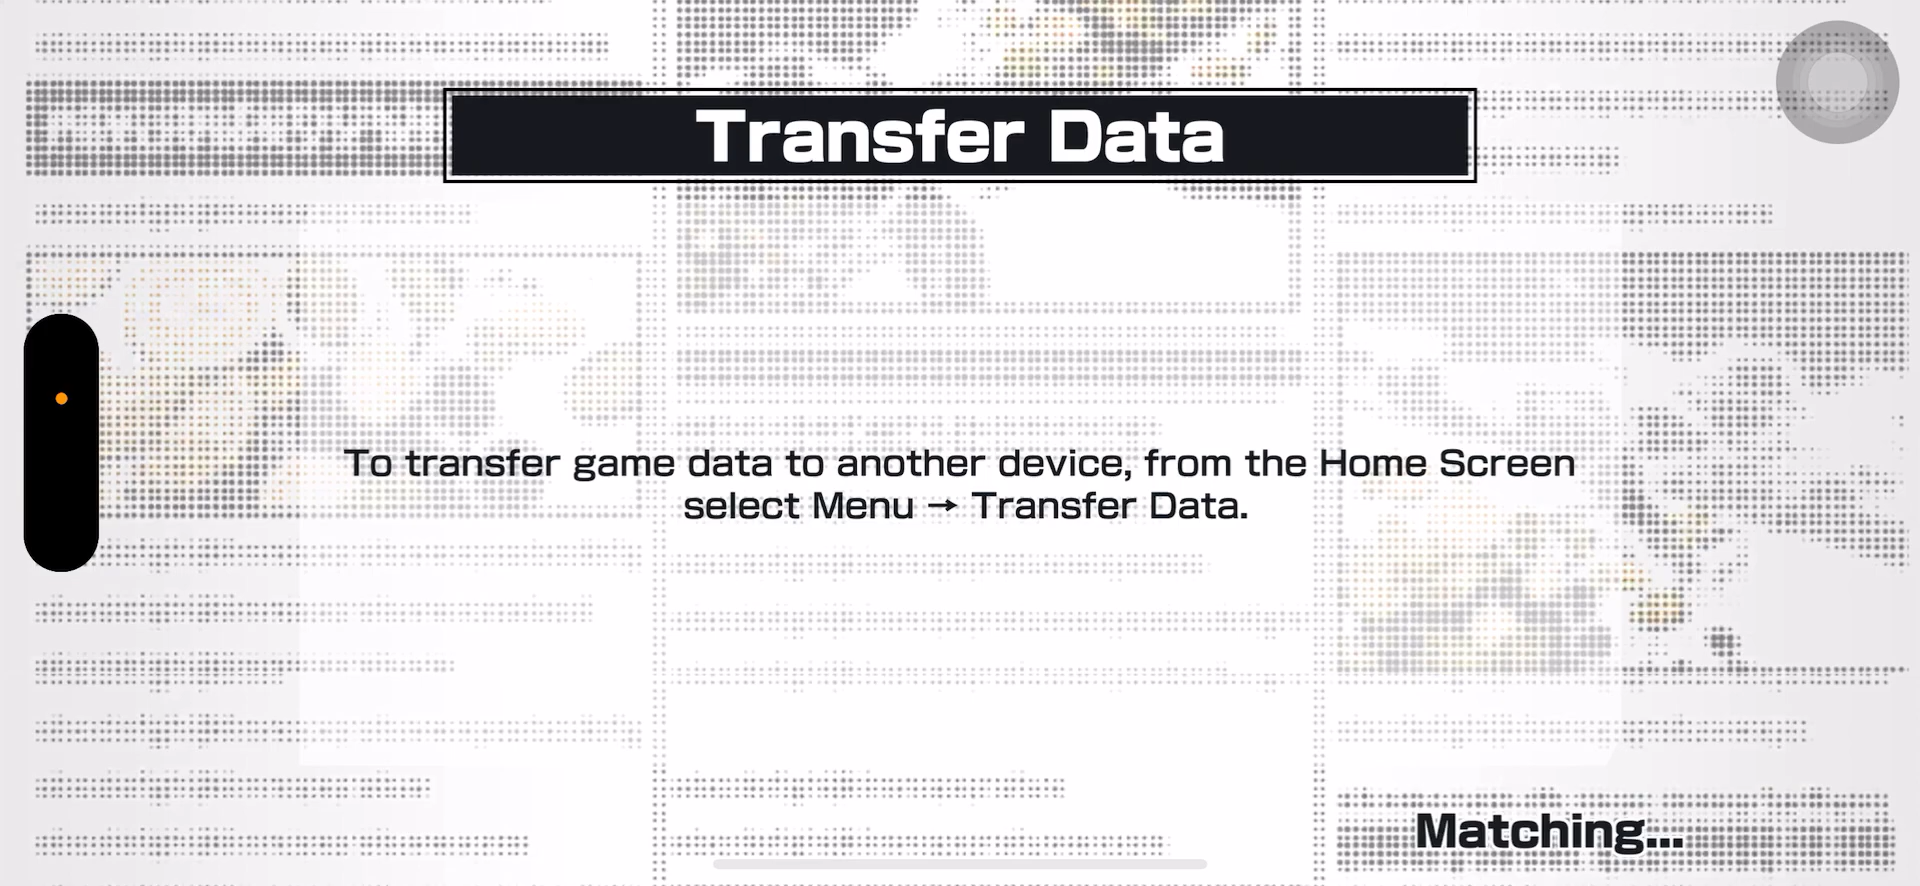 Transfer Data
To transfer game data to another device, from the Home Screen
select Menu → Transfer Data.
Matching...